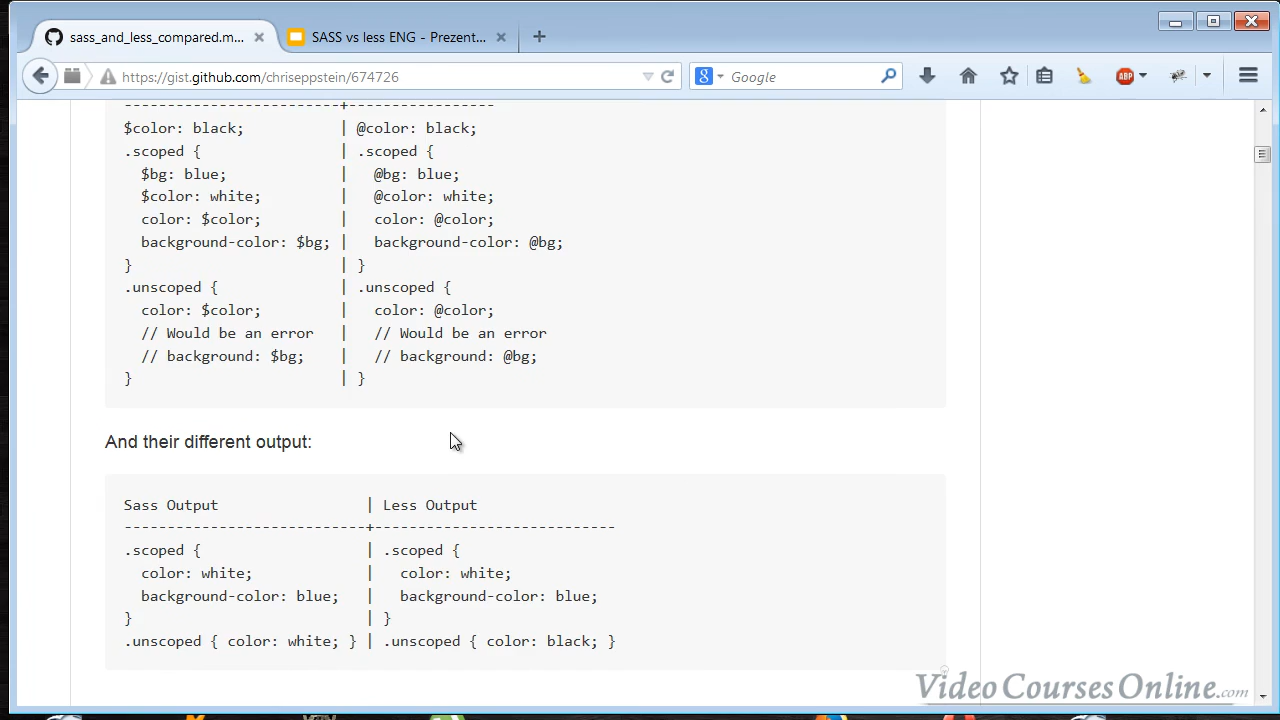 sass_and_less_compared.m...
SASS vs less ENG - Prezent...
https://gist.github.com/chriseppstein/674726
Google
ABP
-------------------------+-----------------
$color: black;           | @color: black;
.scoped {                | .scoped {
  $bg: blue;             |   @bg: blue;
  $color: white;         |   @color: white;
  color: $color;         |   color: @color;
  background-color: $bg; |   background-color: @bg;
}                        | }
.unscoped {              | .unscoped {
  color: $color;         |   color: @color;
  // Would be an error   |   // Would be an error
  // background: $bg;    |   // background: @bg;
}                        | }
And their different output:
Sass Output                 | Less Output
----------------------------+----------------------------
.scoped {                   | .scoped {
  color: white;             |   color: white;
  background-color: blue;   |   background-color: blue;
}                           | }
.unscoped { color: white; } | .unscoped { color: black; }
VideoCoursesOnline.com